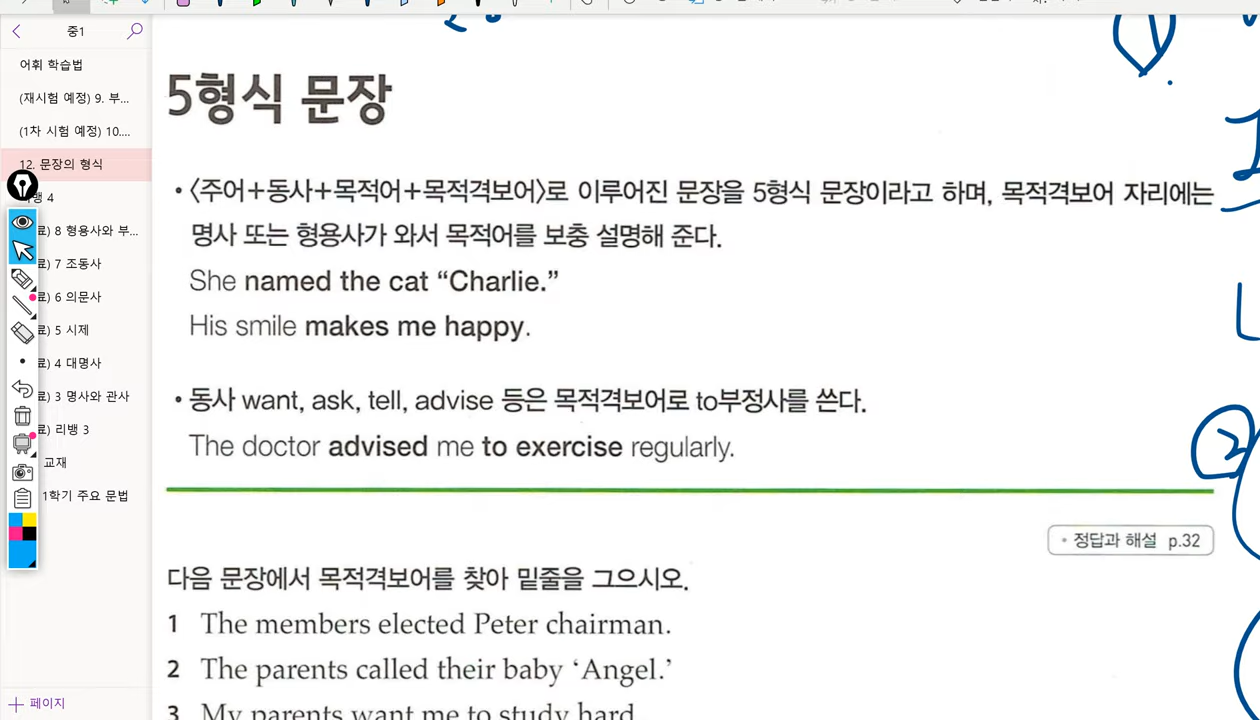 중1
어휘 학습법
(재시험 예정) 9. 부...
(1차 시험 예정) 10....
12. 문장의 형식
4
료) 8 형용사와 부...
료) 7 조동사
료) 6 의문사
료) 5 시제
료) 4 대명사
료) 3 명사와 관사
료) 리뱅 3
교재
1학기 주요 문법
페이지
5형식 문장
• 〈주어+동사+목적어+목적격보어〉로 이루어진 문장을 5형식 문장이라고 하며, 목적격보어 자리에는
명사 또는 형용사가 와서 목적어를 보충 설명해 준다.
She named the cat “Charlie.”
His smile makes me happy.
• 동사 want, ask, tell, advise 등은 목적격보어로 to부정사를 쓴다.
The doctor advised me to exercise regularly.
• 정답과 해설 p.32
다음 문장에서 목적격보어를 찾아 밑줄을 그으시오.
1 The members elected Peter chairman.
2 The parents called their baby ‘Angel.’
3 My parents want me to study hard.
2